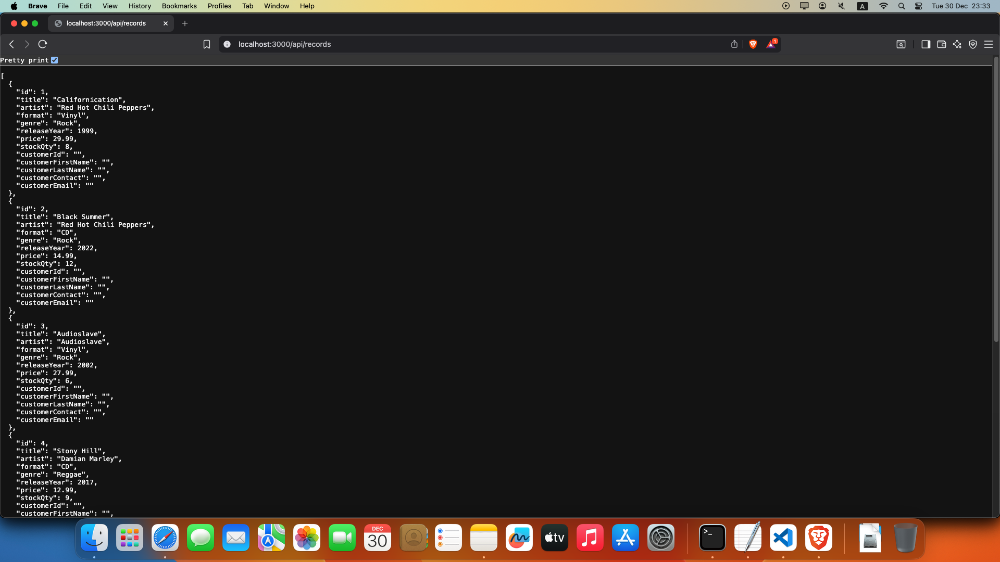 Brave File Edit View History Bookmarks Profiles Tab Window Help A Tue 30 Dec 23:33
localhost:3000/api/records
localhost:3000/api/records 1
Pretty print
[
  {
    "id": 1,
    "title": "Californication",
    "artist": "Red Hot Chili Peppers",
    "format": "Vinyl",
    "genre": "Rock",
    "releaseYear": 1999,
    "price": 29.99,
    "stockQty": 8,
    "customerId": "",
    "customerFirstName": "",
    "customerLastName": "",
    "customerContact": "",
    "customerEmail": ""
  },
  {
    "id": 2,
    "title": "Black Summer",
    "artist": "Red Hot Chili Peppers",
    "format": "CD",
    "genre": "Rock",
    "releaseYear": 2022,
    "price": 14.99,
    "stockQty": 12,
    "customerId": "",
    "customerFirstName": "",
    "customerLastName": "",
    "customerContact": "",
    "customerEmail": ""
  },
  {
    "id": 3,
    "title": "Audioslave",
    "artist": "Audioslave",
    "format": "Vinyl",
    "genre": "Rock",
    "releaseYear": 2002,
    "price": 27.99,
    "stockQty": 6,
    "customerId": "",
    "customerFirstName": "",
    "customerLastName": "",
    "customerContact": "",
    "customerEmail": ""
  },
  {
    "id": 4,
    "title": "Stony Hill",
    "artist": "Damian Marley",
    "format": "CD",
    "genre": "Reggae",
    "releaseYear": 2017,
    "price": 12.99,
    "stockQty": 9,
    "customerId": "",
    "customerFirstName": "",
DEC
30
tv
>_